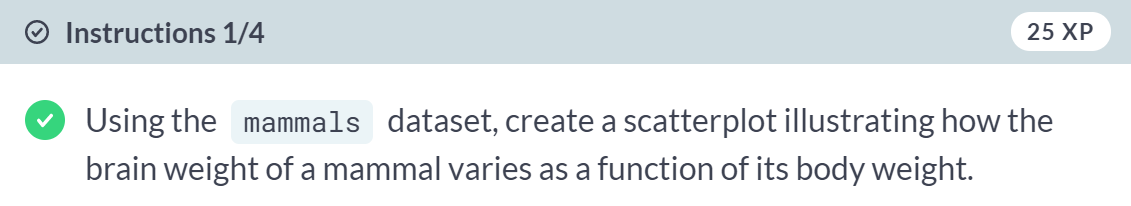 Instructions 1/4
25 XP
Using the mammals dataset, create a scatterplot illustrating how the
brain weight of a mammal varies as a function of its body weight.